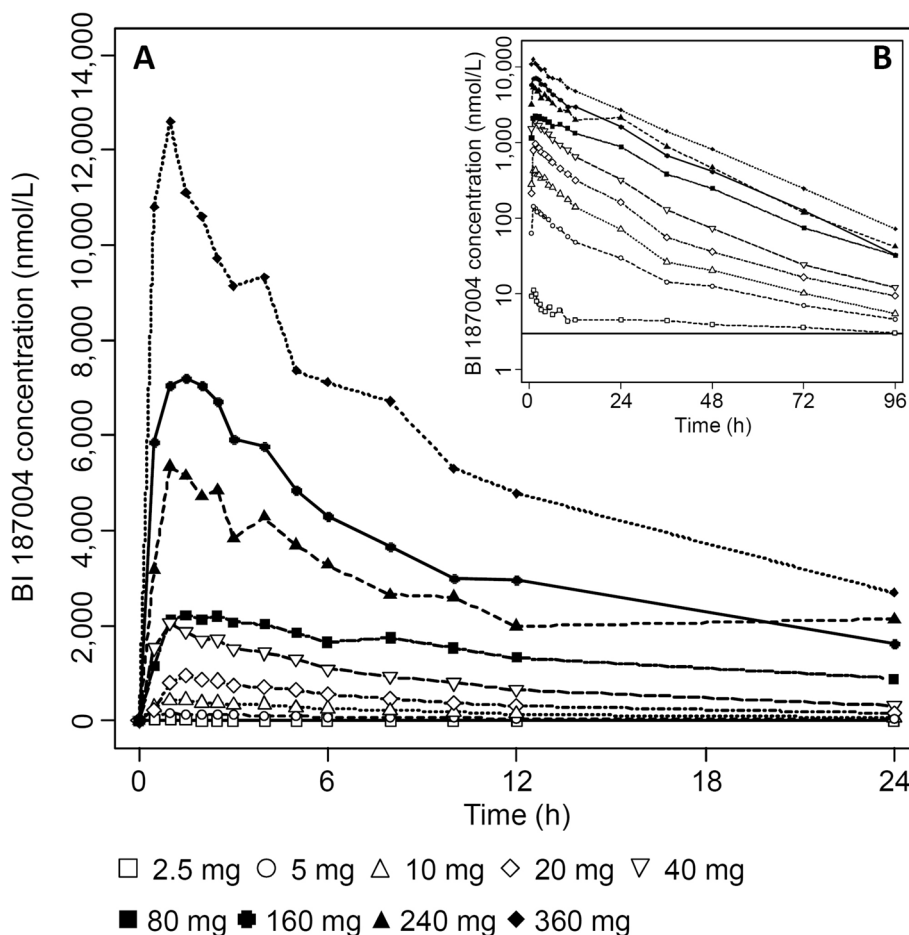 A
BI 187004 concentration (nmol/L)
14,000
12,000
10,000
8,000
6,000
4,000
2,000
0
0 6 12 18 24
Time (h)
B
BI 187004 concentration (nmol/L)
10,000
1,000
100
10
1
0 24 48 72 96
Time (h)
2.5 mg 5 mg 10 mg 20 mg 40 mg
80 mg 160 mg 240 mg 360 mg